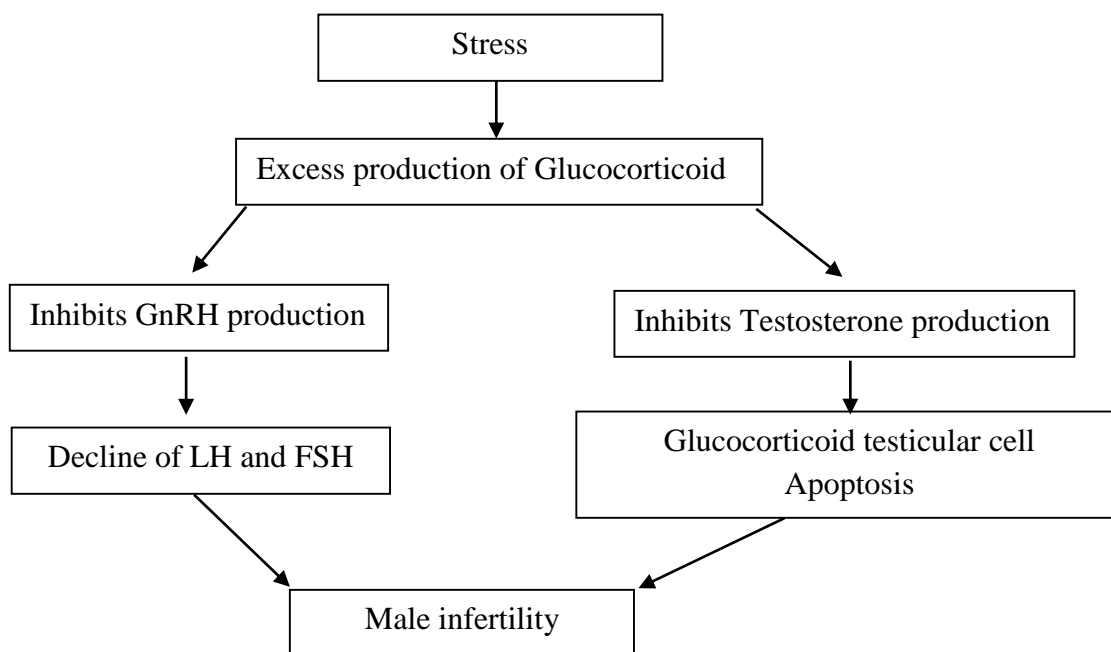 Stress
Excess production of Glucocorticoid
Inhibits GnRH production
Inhibits Testosterone production
Decline of LH and FSH
Glucocorticoid testicular cell
Apoptosis
Male infertility